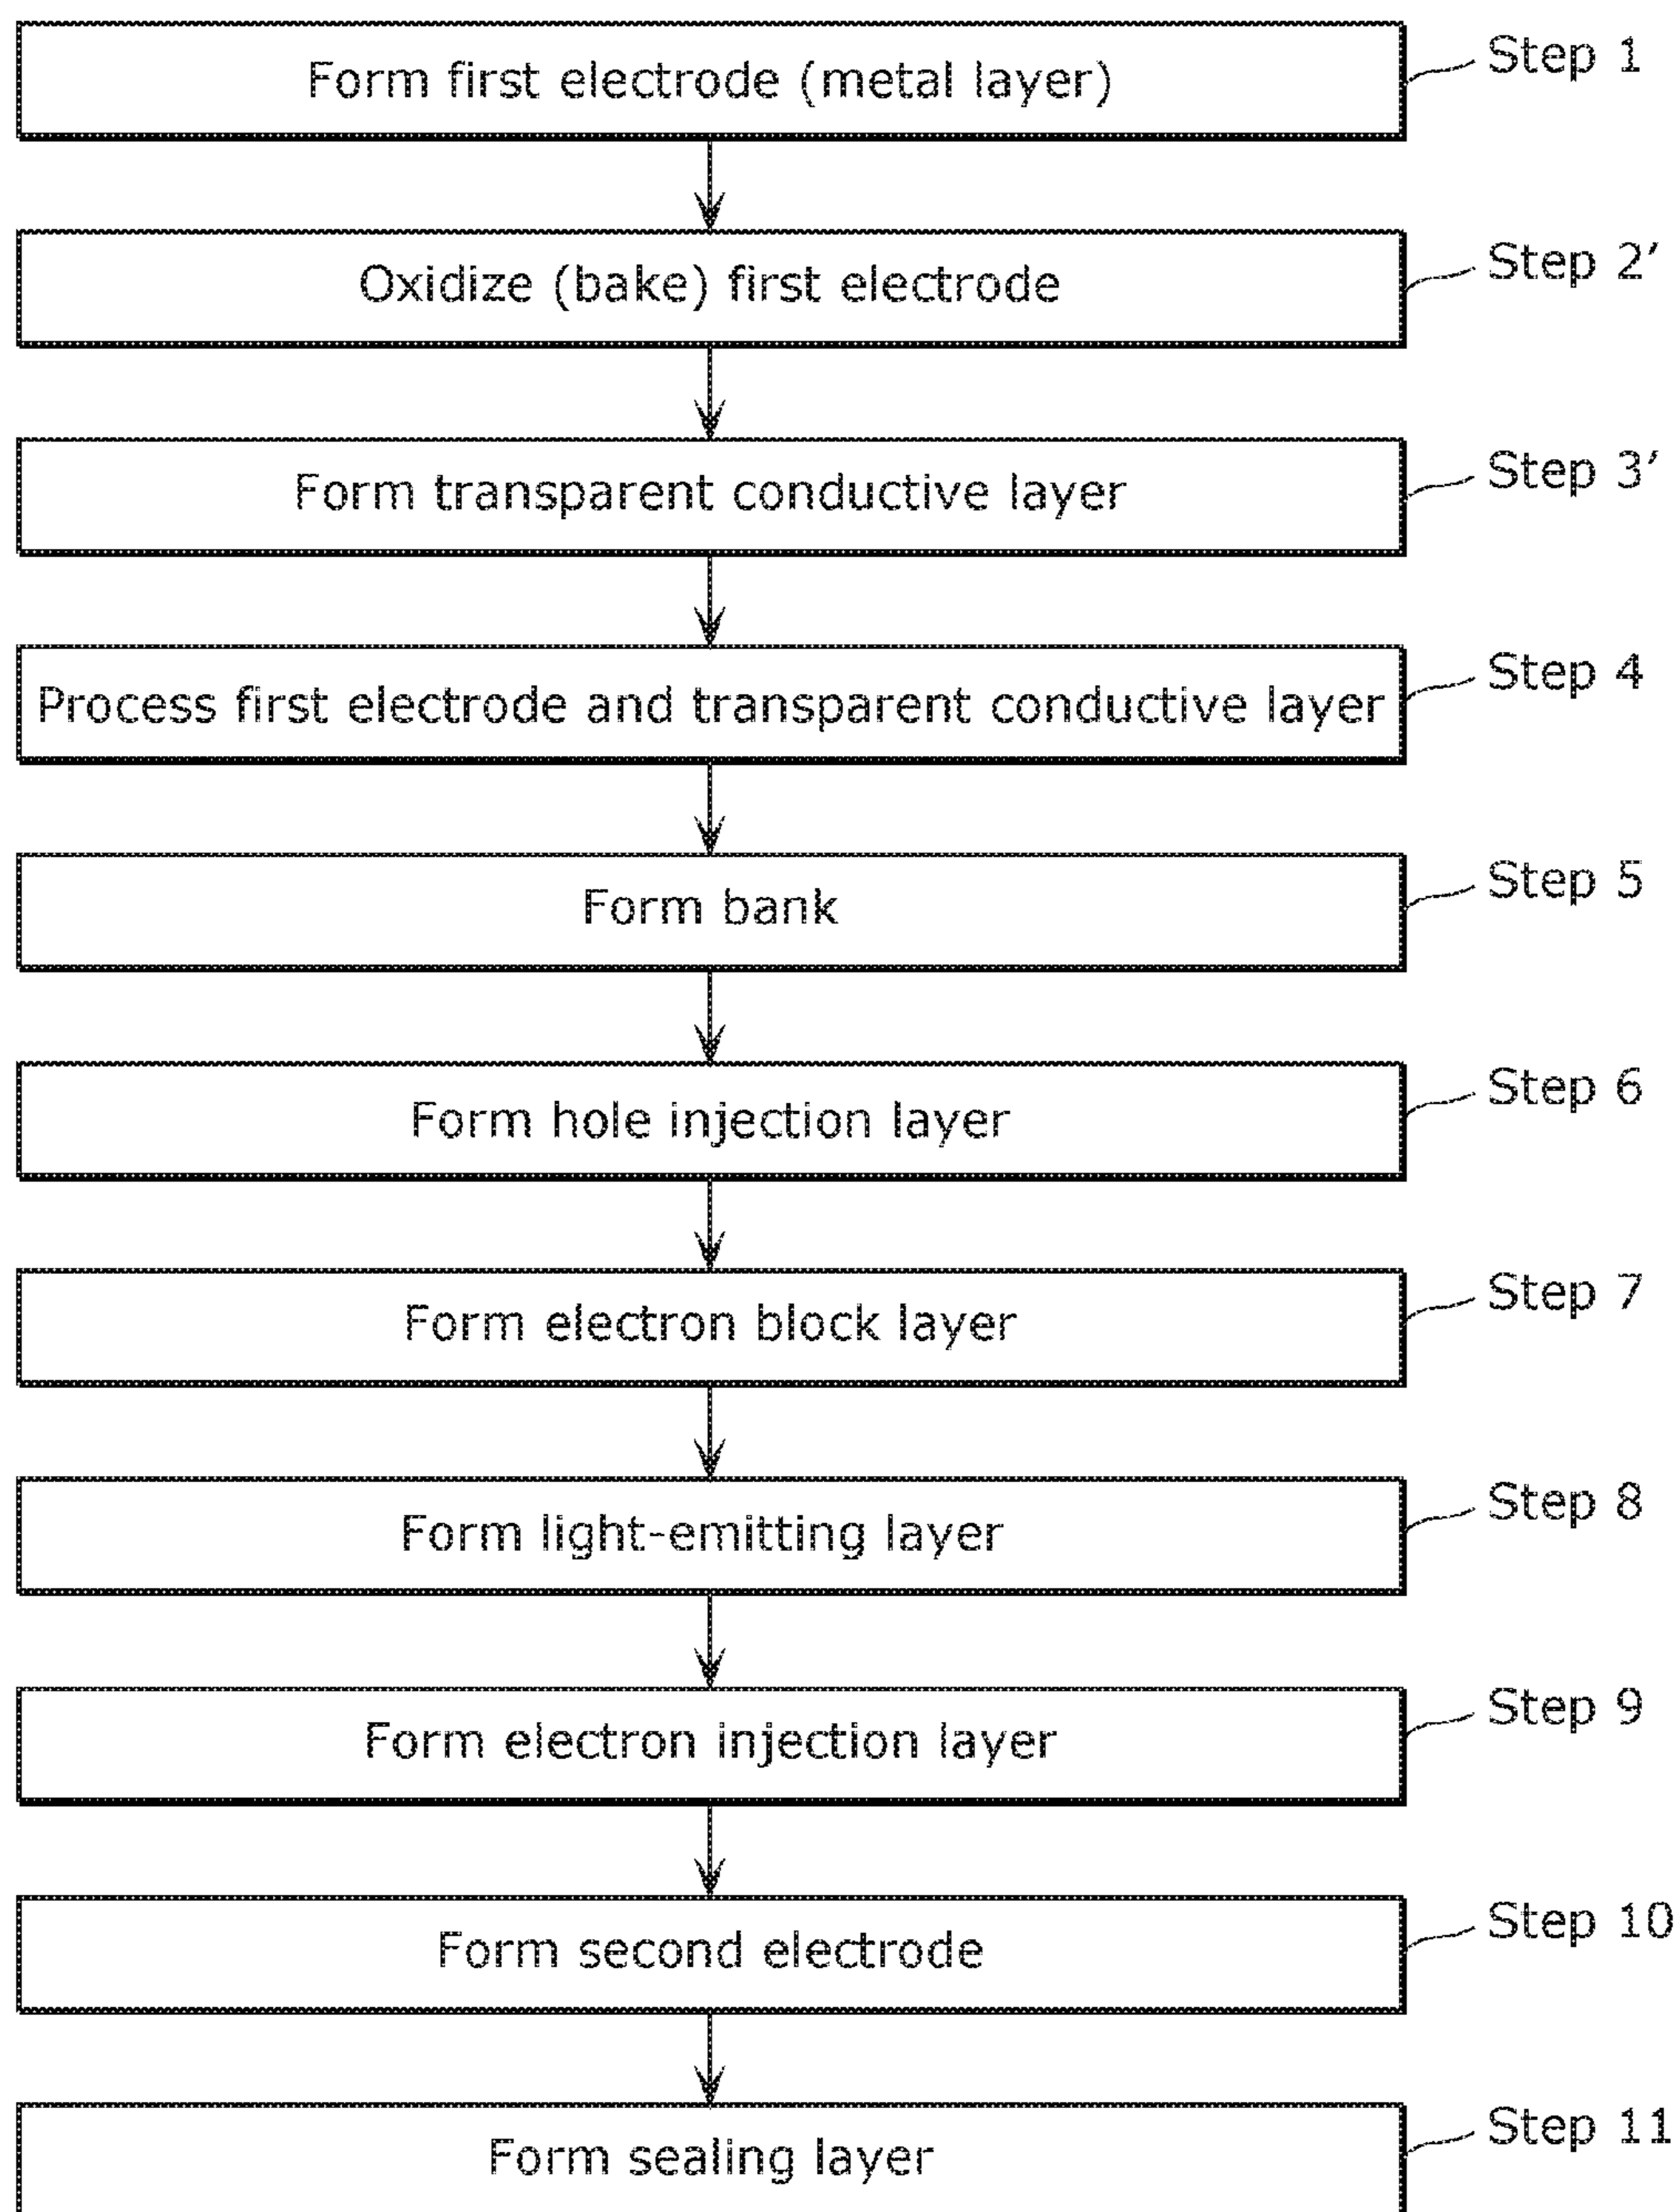 Form first electrode (metal layer)
Step 1
Oxidize (bake) first electrode
Step 2′
Form transparent conductive layer
Step 3′
Process first electrode and transparent conductive layer
Step 4
Form bank
Step 5
Form hole injection layer
Step 6
Form electron block layer
Step 7
Form light-emitting layer
Step 8
Form electron injection layer
Step 9
Form second electrode
Step 10
Form sealing layer
Step 11